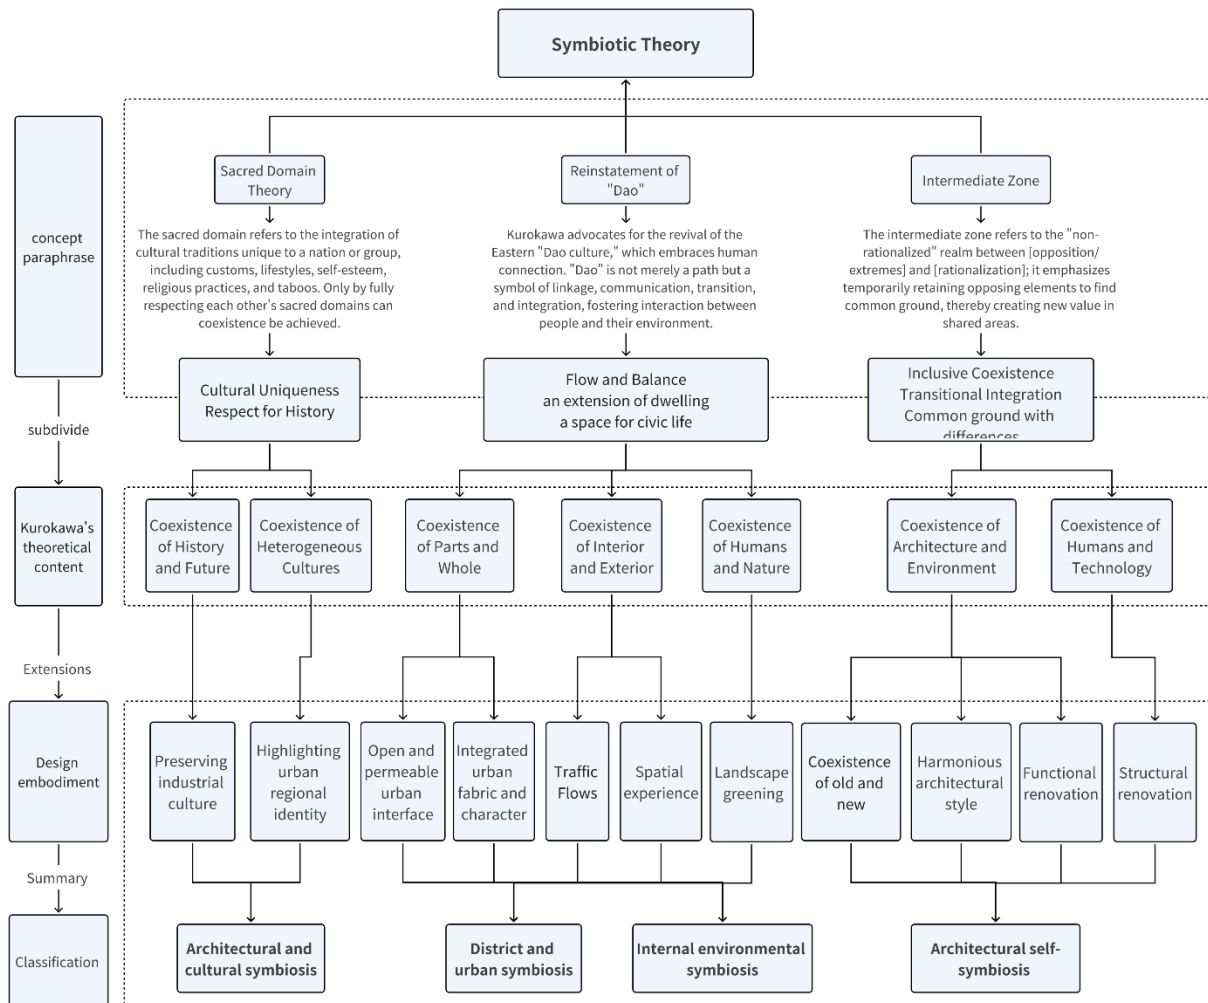 Symbiotic Theory
concept
paraphrase
subdivide
Kurokawa's
theoretical
content
Extensions
Design
embodiment
Summary
Classification
Sacred Domain
Theory
Reinstatement of
"Dao"
Intermediate Zone
The sacred domain refers to the integration of
cultural traditions unique to a nation or group,
including customs, lifestyles, self-esteem,
religious practices, and taboos. Only by fully
respecting each other's sacred domains can
coexistence be achieved.
Kurokawa advocates for the revival of the
Eastern "Dao culture," which embraces human
connection. "Dao" is not merely a path but a
symbol of linkage, communication, transition,
and integration, fostering interaction between
people and their environment.
The intermediate zone refers to the "non-
rationalized" realm between [opposition/
extremes] and [rationalization]; it emphasizes
temporarily retaining opposing elements to find
common ground, thereby creating new value in
shared areas.
Cultural Uniqueness
Respect for History
Flow and Balance
an extension of dwelling
a space for civic life
Inclusive Coexistence
Transitional Integration
Common ground with
differences
Coexistence
of History
and Future
Coexistence of
Heterogeneous
Cultures
Coexistence
of Parts and
Whole
Coexistence
of Interior
and Exterior
Coexistence
of Humans
and Nature
Coexistence of
Architecture and
Environment
Coexistence of
Humans and
Technology
Preserving
industrial
culture
Highlighting
urban
regional
identity
Open and
permeable
urban
interface
Integrated
urban
fabric and
character
Traffic
Flows
Spatial
experience
Landscape
greening
Coexistence
of old and
new
Harmonious
architectural
style
Functional
renovation
Structural
renovation
Architectural and
cultural symbiosis
District and
urban symbiosis
Internal environmental
symbiosis
Architectural self-
symbiosis